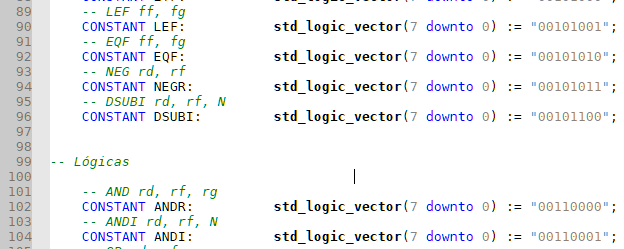 89 -- LEF ff, fg
90 CONSTANT LEF: std_logic_vector(7 downto 0) := "00101001";
91 -- EQF ff, fg
92 CONSTANT EQF: std_logic_vector(7 downto 0) := "00101010";
93 -- NEG rd, rf
94 CONSTANT NEGR: std_logic_vector(7 downto 0) := "00101011";
95 -- DSUBI rd, rf, N
96 CONSTANT DSUBI: std_logic_vector(7 downto 0) := "00101100";
97
98
99 -- Lógicas
100
101 -- AND rd, rf, rg
102 CONSTANT ANDR: std_logic_vector(7 downto 0) := "00110000";
103 -- ANDI rd, rf, N
104 CONSTANT ANDI: std_logic_vector(7 downto 0) := "00110001";